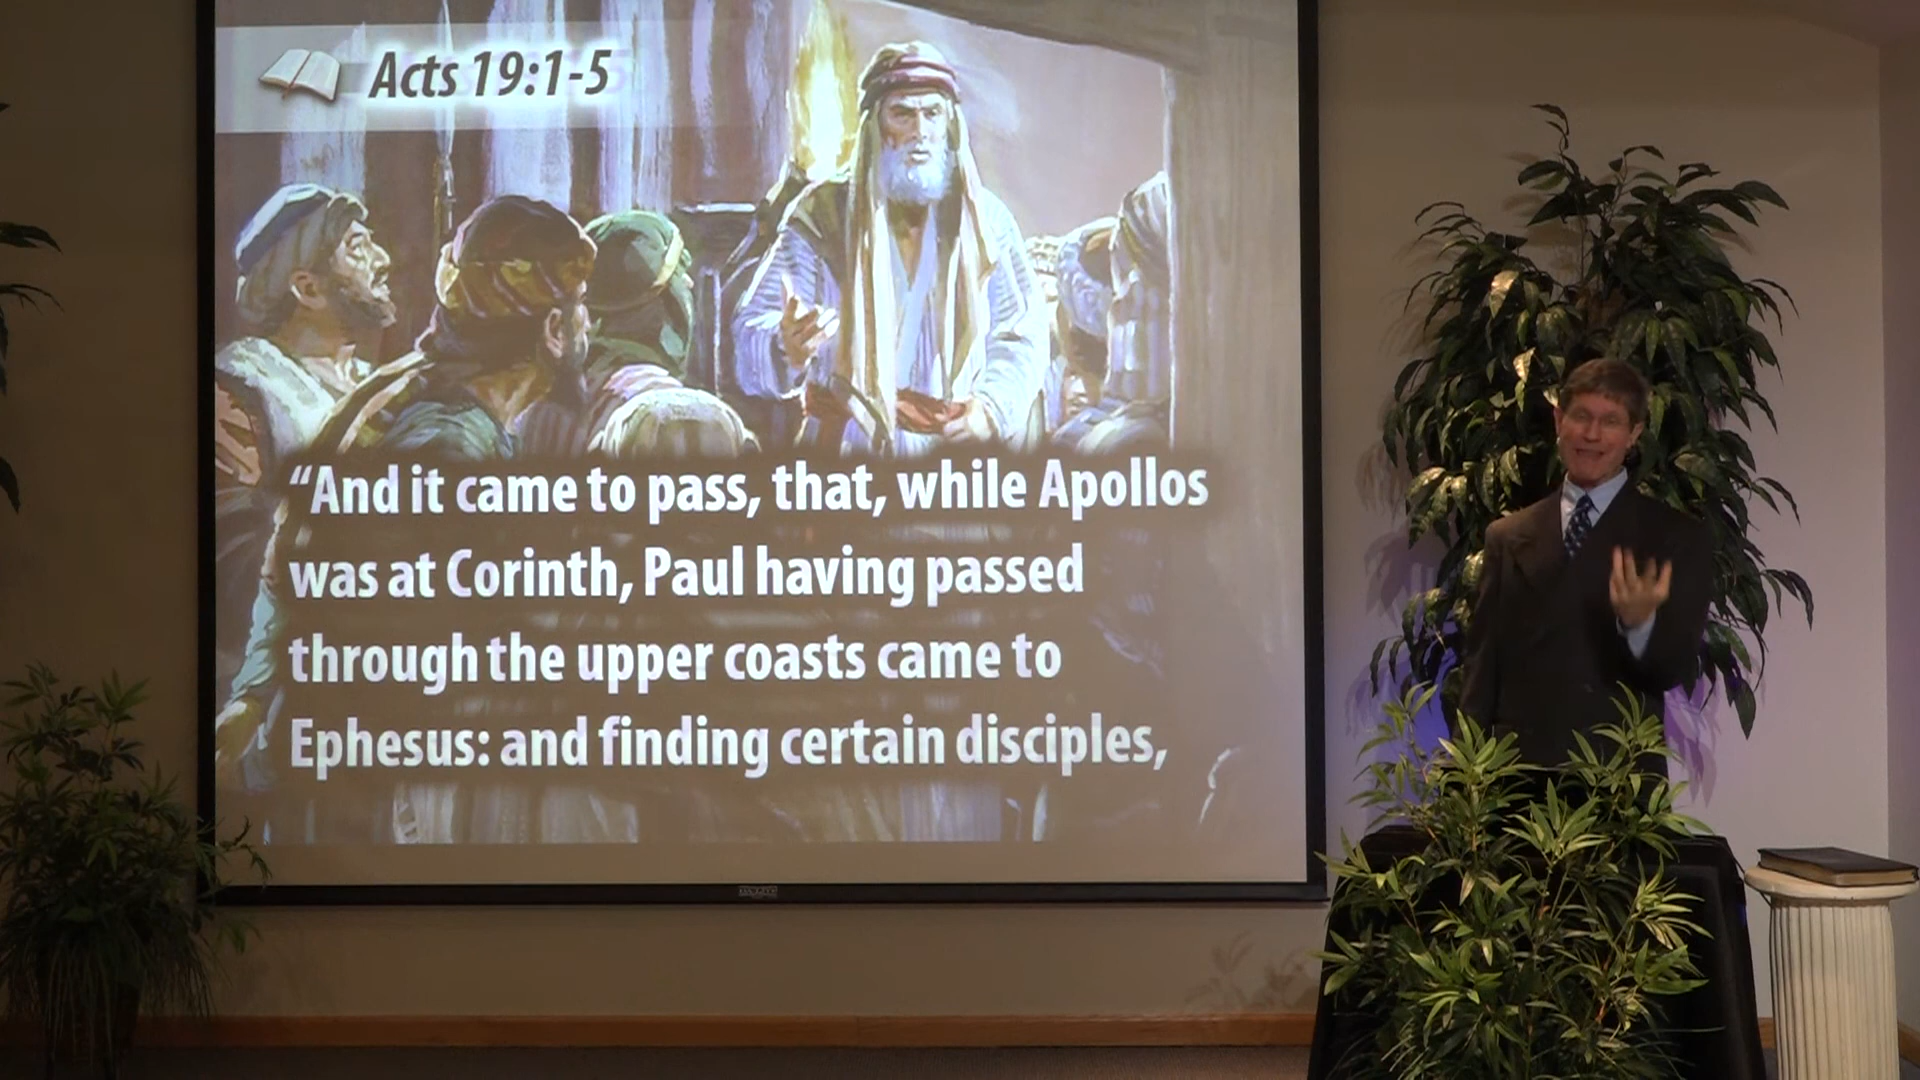 Acts 19:1-5
“And it came to pass, that, while Apollos
was at Corinth, Paul having passed
through the upper coasts came to
Ephesus: and finding certain disciples,